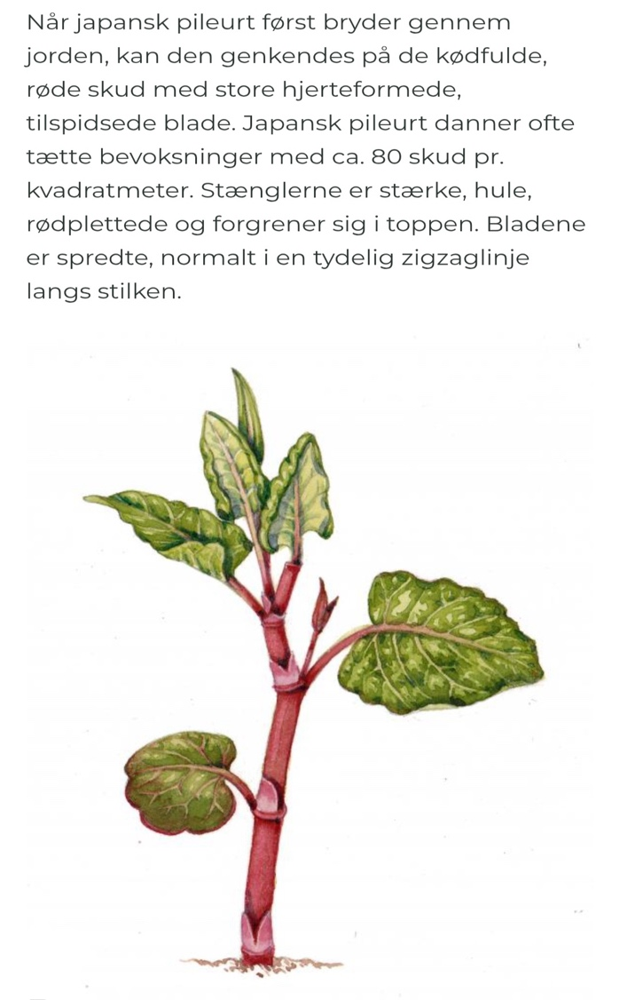 Når japansk pileurt først bryder gennem
jorden, kan den genkendes på de kødfulde,
røde skud med store hjerteformede,
tilspidsede blade. Japansk pileurt danner ofte
tætte bevoksninger med ca. 80 skud pr.
kvadratmeter. Stænglerne er stærke, hule,
rødplettede og forgrener sig i toppen. Bladene
er spredte, normalt i en tydelig zigzaglinje
langs stilken.